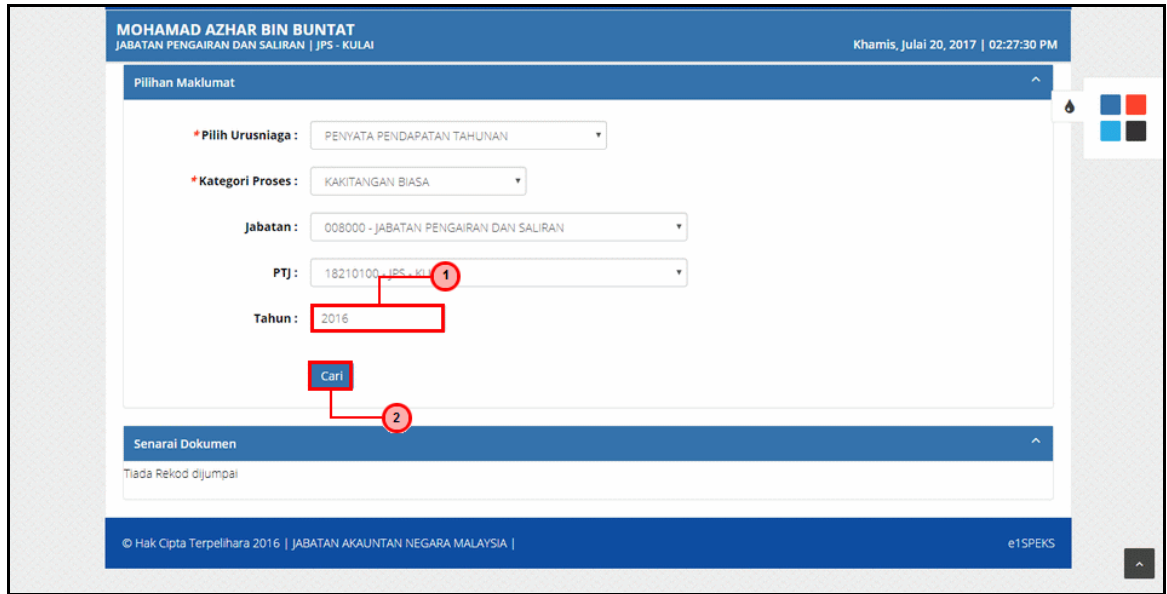 MOHAMAD AZHAR BIN BUNTAT
JABATAN PENGAIRAN DAN SALIRAN | JPS - KULAI
Khamis, Julai 20, 2017 | 02:27:30 PM
Pilihan Maklumat
*Pilih Urusniaga : PENYATA PENDAPATAN TAHUNAN
*Kategori Proses : KAKITANGAN BIASA
Jabatan : 008000 - JABATAN PENGAIRAN DAN SALIRAN
PTJ : 18210100 - JPS -
1
Tahun : 2016
Cari
2
Senarai Dokumen
Tiada Rekod dijumpai
© Hak Cipta Terpelihara 2016 | JABATAN AKAUNTAN NEGARA MALAYSIA |
e1SPEKS